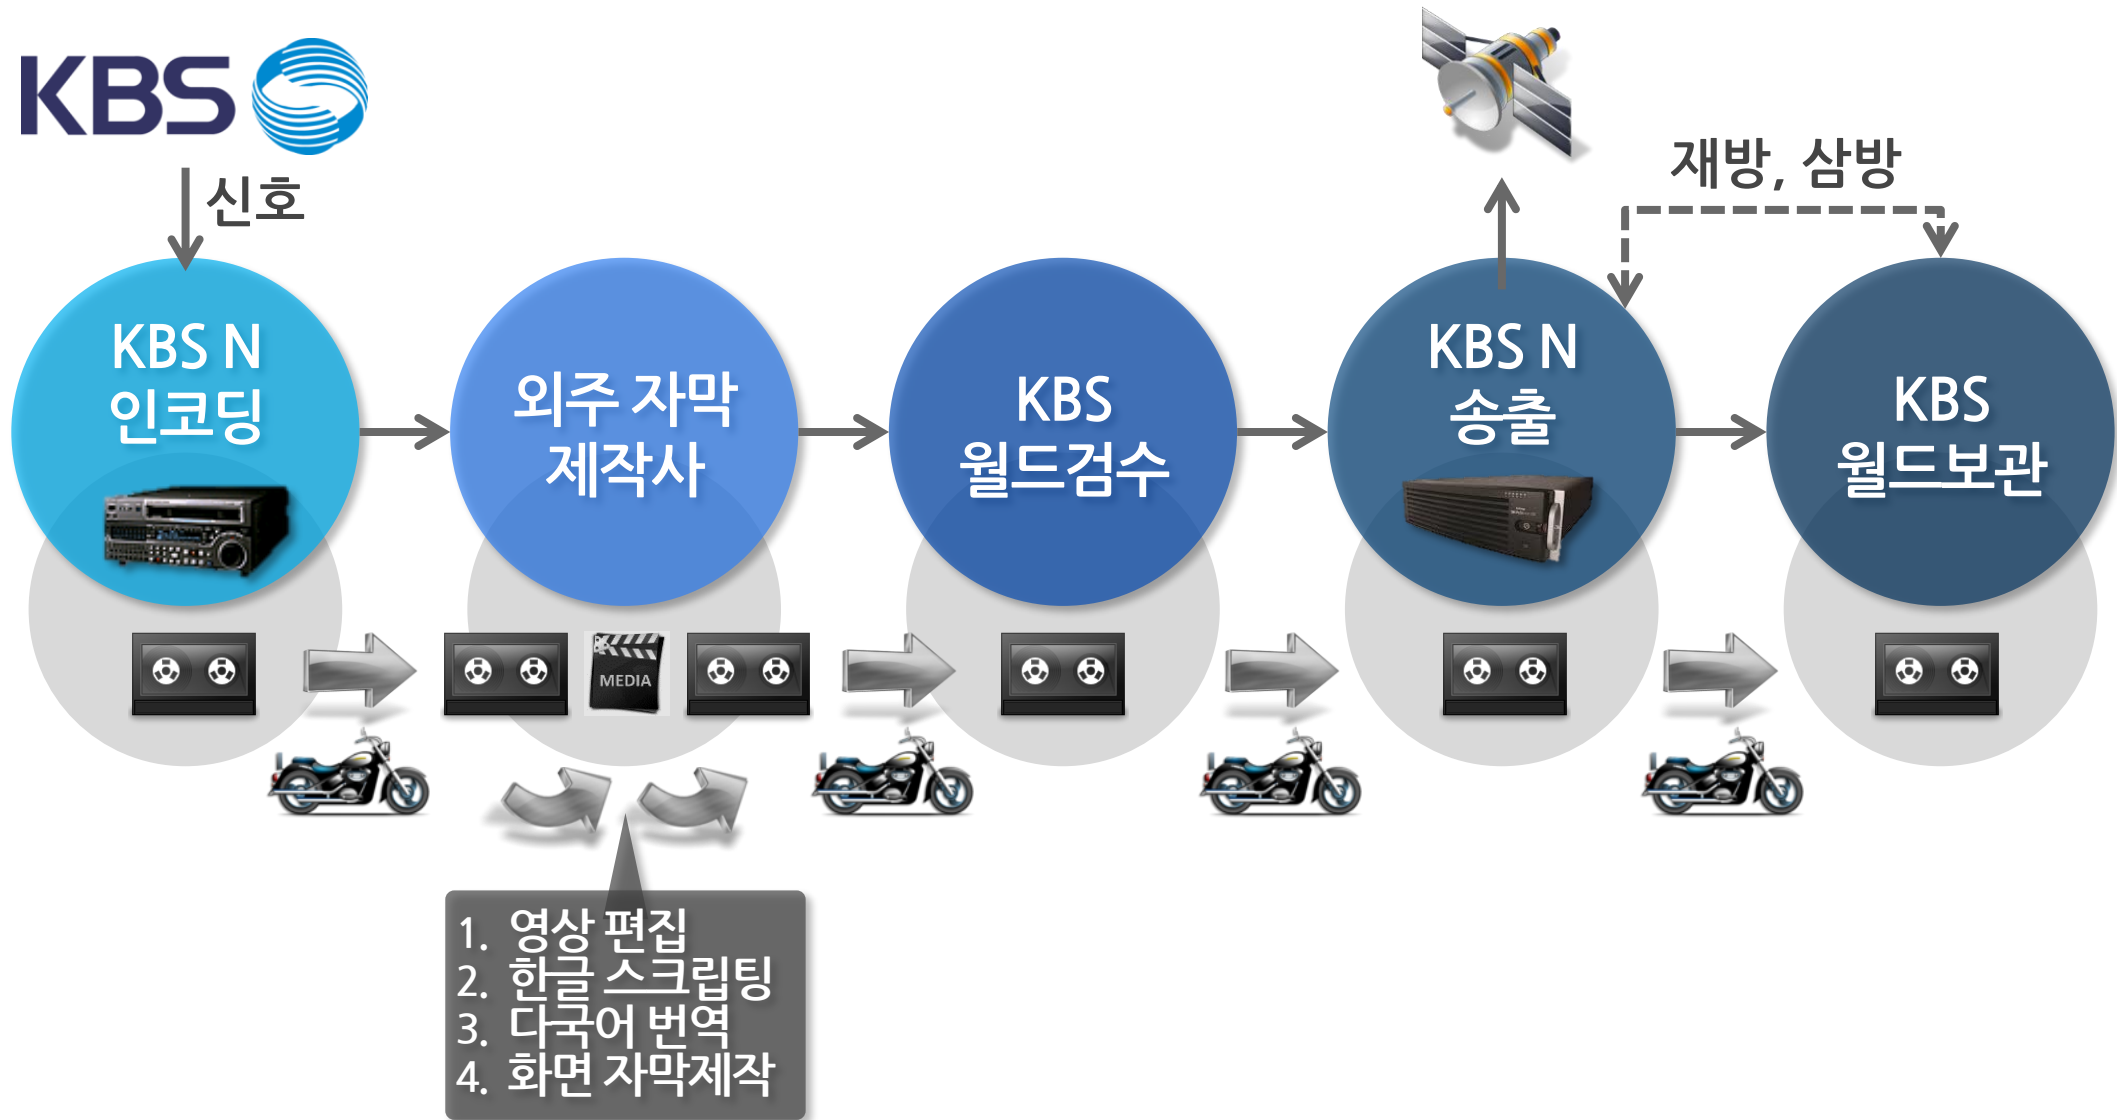 KBS
신호
재방, 삼방
KBS N
인코딩
외주 자막
제작사
KBS
월드검수
KBS N
송출
KBS
월드보관
MEDIA
1. 영상 편집
2. 한글 스크립팅
3. 다국어 번역
4. 화면 자막제작